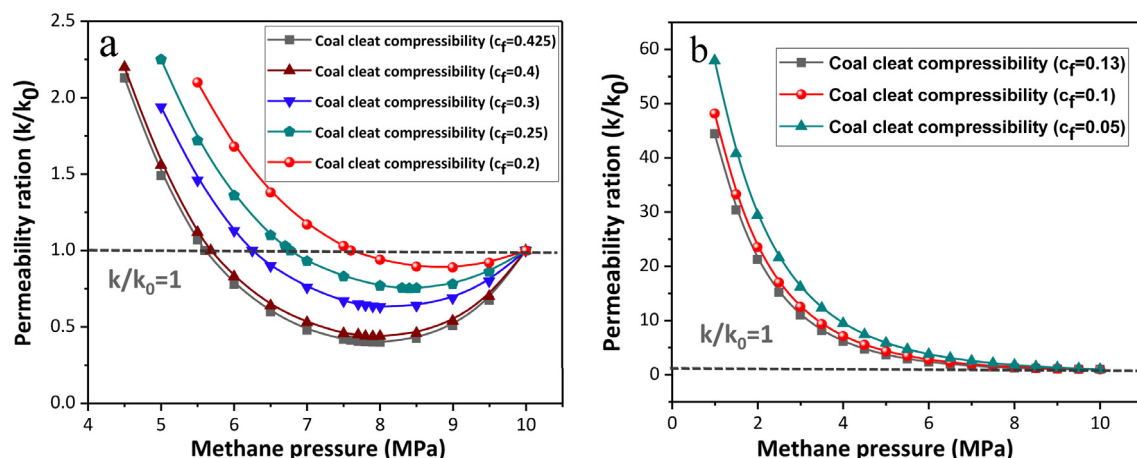 a
Permeability ration (k/k0)
2.5
2.0
1.5
1.0
0.5
0.0
Coal cleat compressibility (cf=0.425)
Coal cleat compressibility (cf=0.4)
Coal cleat compressibility (cf=0.3)
Coal cleat compressibility (cf=0.25)
Coal cleat compressibility (cf=0.2)
k/k0=1
4 5 6 7 8 9 10
Methane pressure (MPa)
b
Permeability ration (k/k0)
60
50
40
30
20
10
0
Coal cleat compressibility (cf=0.13)
Coal cleat compressibility (cf=0.1)
Coal cleat compressibility (cf=0.05)
k/k0=1
0 2 4 6 8 10
Methane pressure (MPa)